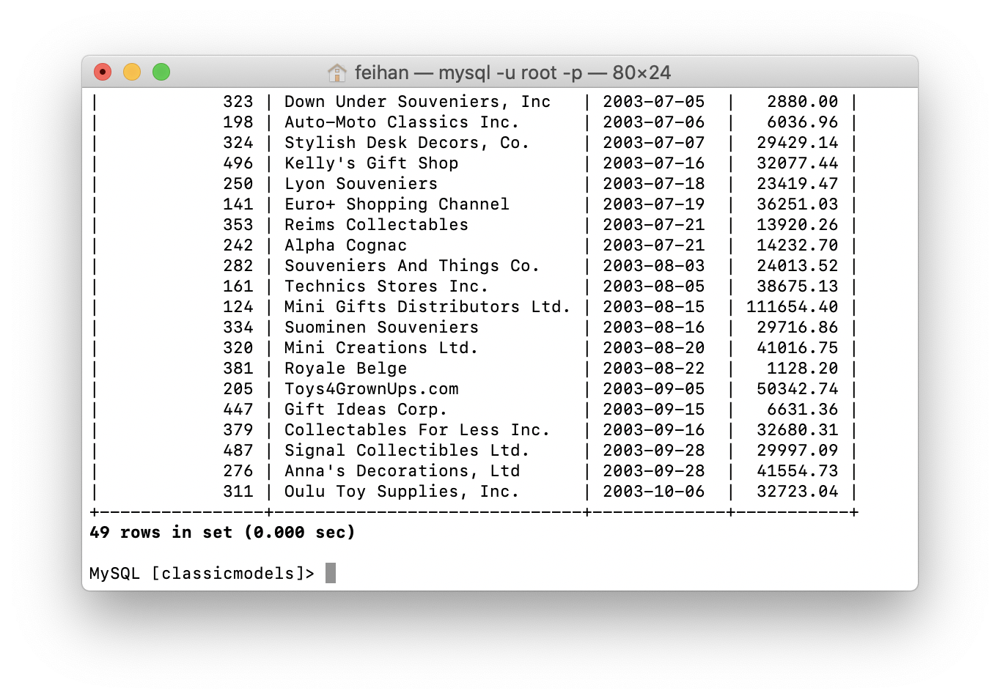 feihan — mysql -u root -p — 80×24
|             323 | Down Under Souveniers, Inc   | 2003-07-05  |   2880.00 |
|             198 | Auto-Moto Classics Inc.      | 2003-07-06  |   6036.96 |
|             324 | Stylish Desk Decors, Co.     | 2003-07-07  |  29429.14 |
|             496 | Kelly's Gift Shop            | 2003-07-16  |  32077.44 |
|             250 | Lyon Souveniers              | 2003-07-18  |  23419.47 |
|             141 | Euro+ Shopping Channel       | 2003-07-19  |  36251.03 |
|             353 | Reims Collectables           | 2003-07-21  |  13920.26 |
|             242 | Alpha Cognac                 | 2003-07-21  |  14232.70 |
|             282 | Souveniers And Things Co.    | 2003-08-03  |  24013.52 |
|             161 | Technics Stores Inc.         | 2003-08-05  |  38675.13 |
|             124 | Mini Gifts Distributors Ltd. | 2003-08-15  | 111654.40 |
|             334 | Suominen Souveniers          | 2003-08-16  |  29716.86 |
|             320 | Mini Creations Ltd.          | 2003-08-20  |  41016.75 |
|             381 | Royale Belge                 | 2003-08-22  |   1128.20 |
|             205 | Toys4GrownUps.com            | 2003-09-05  |  50342.74 |
|             447 | Gift Ideas Corp.             | 2003-09-15  |   6631.36 |
|             379 | Collectables For Less Inc.   | 2003-09-16  |  32680.31 |
|             487 | Signal Collectibles Ltd.     | 2003-09-28  |  29997.09 |
|             276 | Anna's Decorations, Ltd      | 2003-09-28  |  41554.73 |
|             311 | Oulu Toy Supplies, Inc.      | 2003-10-06  |  32723.04 |
+----------------+------------------------------+-------------+-----------+
49 rows in set (0.000 sec)
MySQL [classicmodels]>